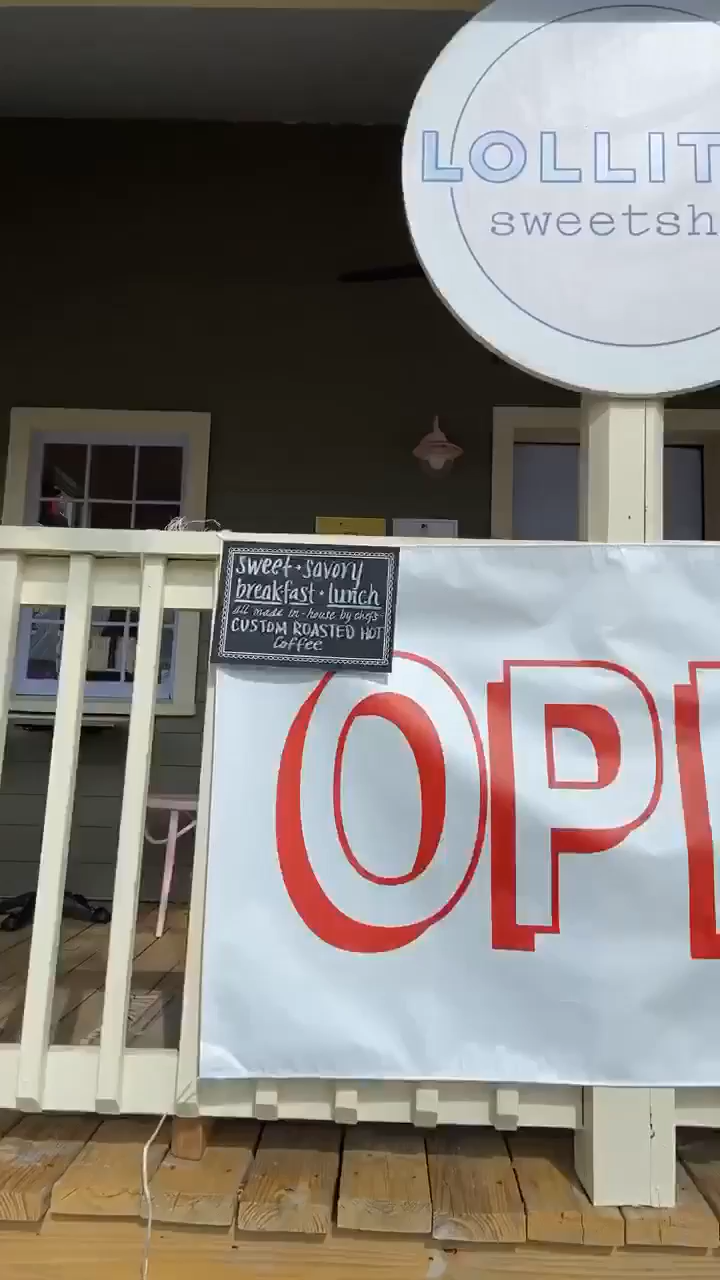 LOLLIT
sweetsh
sweet · savory
breakfast · lunch
all made in-house by chefs
CUSTOM ROASTED HOT
Coffee
OP